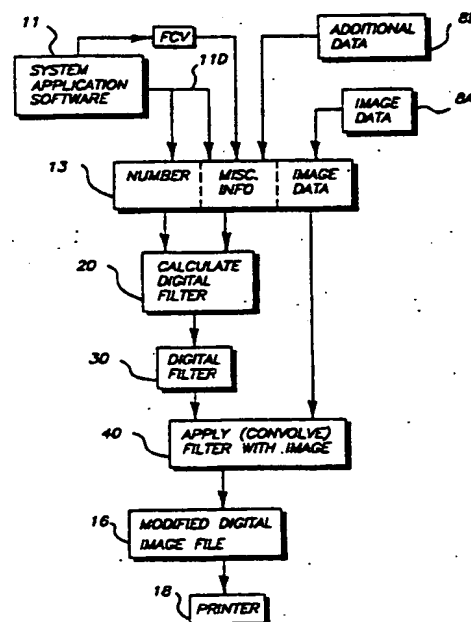 11
SYSTEM
APPLICATION
SOFTWARE
FCV
11D
ADDITIONAL
DATA
IMAGE
DATA
8A
13
NUMBER
MISC.
INFO
IMAGE
DATA
20
CALCULATE
DIGITAL
FILTER
30
DIGITAL
FILTER
40
APPLY (CONVOLVE)
FILTER WITH IMAGE
16
MODIFIED DIGITAL
IMAGE FILE
18
PRINTER